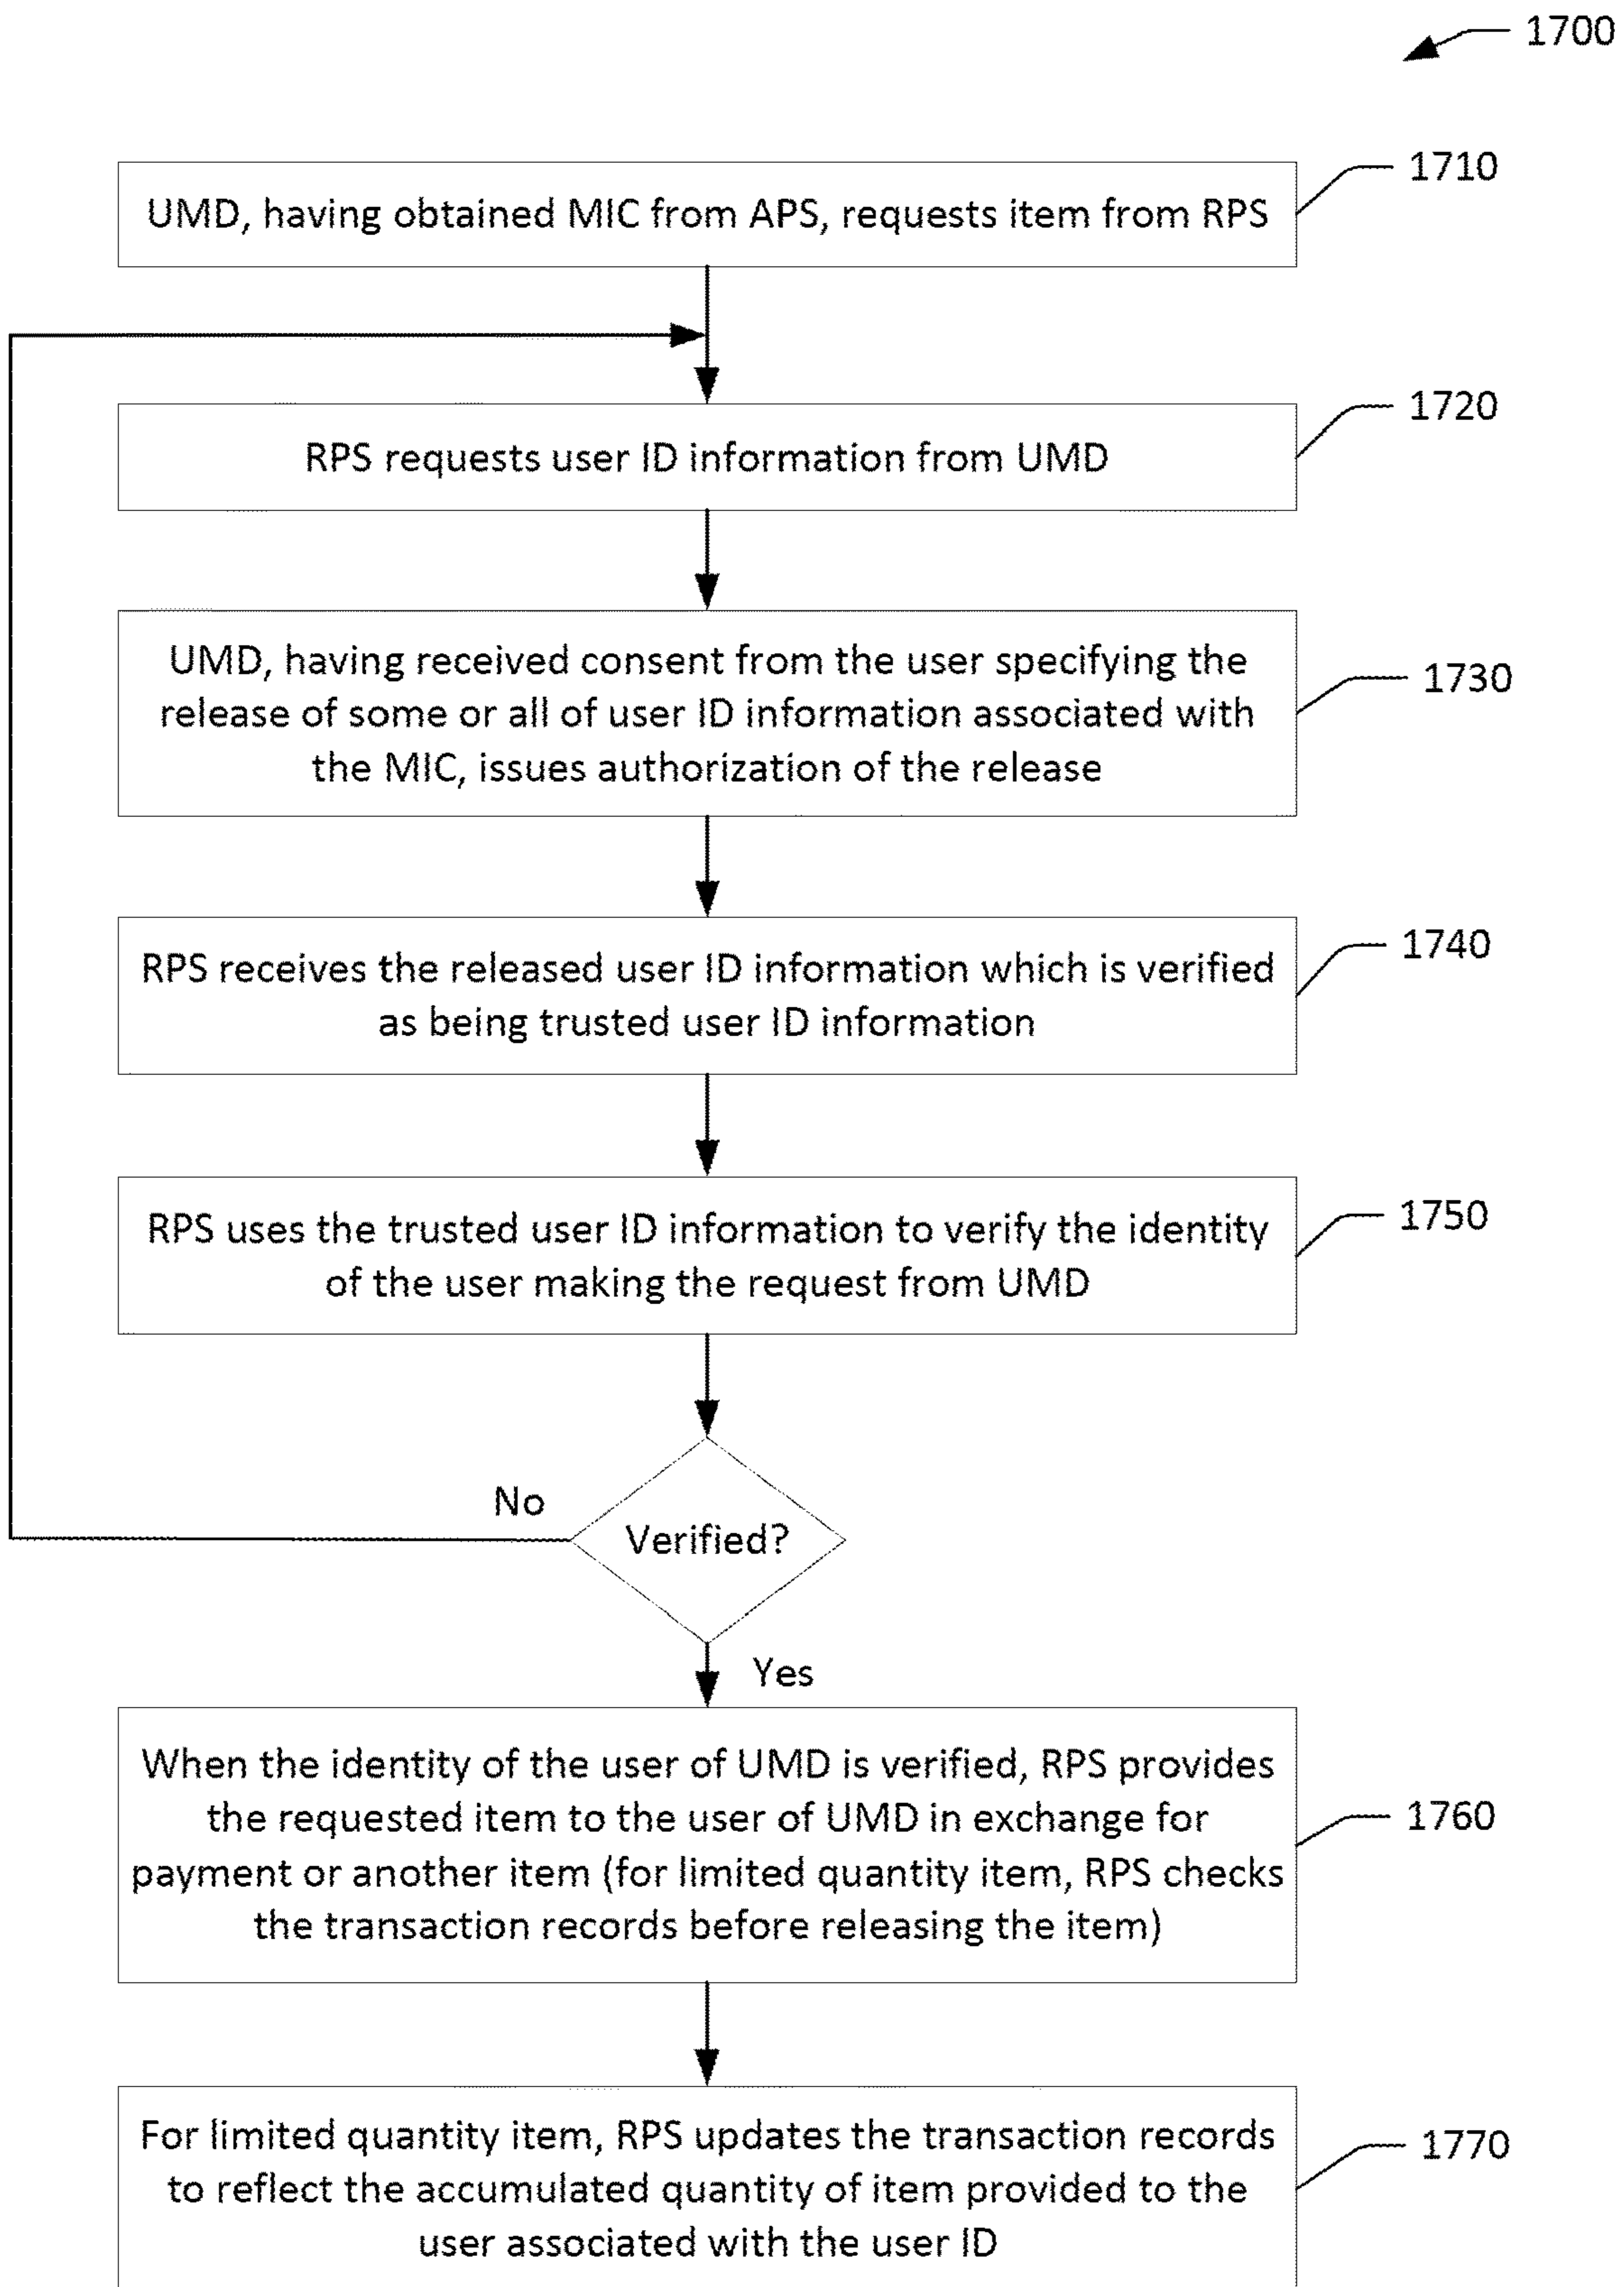 1700
1710
UMD, having obtained MIC from APS, requests item from RPS
1720
RPS requests user ID information from UMD
UMD, having received consent from the user specifying the
release of some or all of user ID information associated with
the MIC, issues authorization of the release
1730
1740
RPS receives the released user ID information which is verified
as being trusted user ID information
1750
RPS uses the trusted user ID information to verify the identity
of the user making the request from UMD
No
Verified?
Yes
When the identity of the user of UMD is verified, RPS provides
the requested item to the user of UMD in exchange for
payment or another item (for limited quantity item, RPS checks
the transaction records before releasing the item)
1760
For limited quantity item, RPS updates the transaction records
to reflect the accumulated quantity of item provided to the
user associated with the user ID
1770